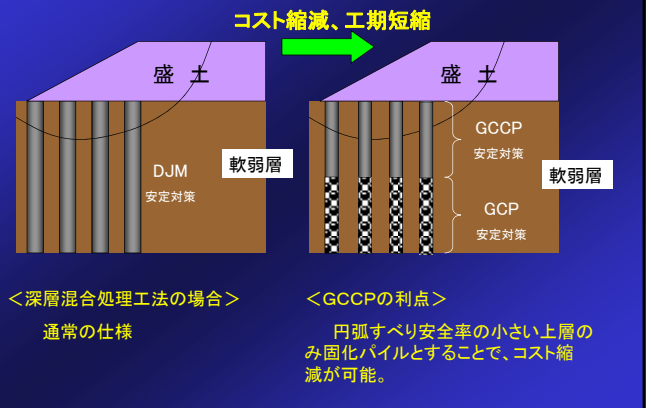 コスト縮減、工期短縮
盛 土
DJM
安定対策
軟弱層
盛 土
GCCP
安定対策
軟弱層
GCP
安定対策
＜深層混合処理工法の場合＞
通常の仕様
＜GCCPの利点＞
円弧すべり安全率の小さい上層の
み固化パイルとすることで、コスト縮
減が可能。